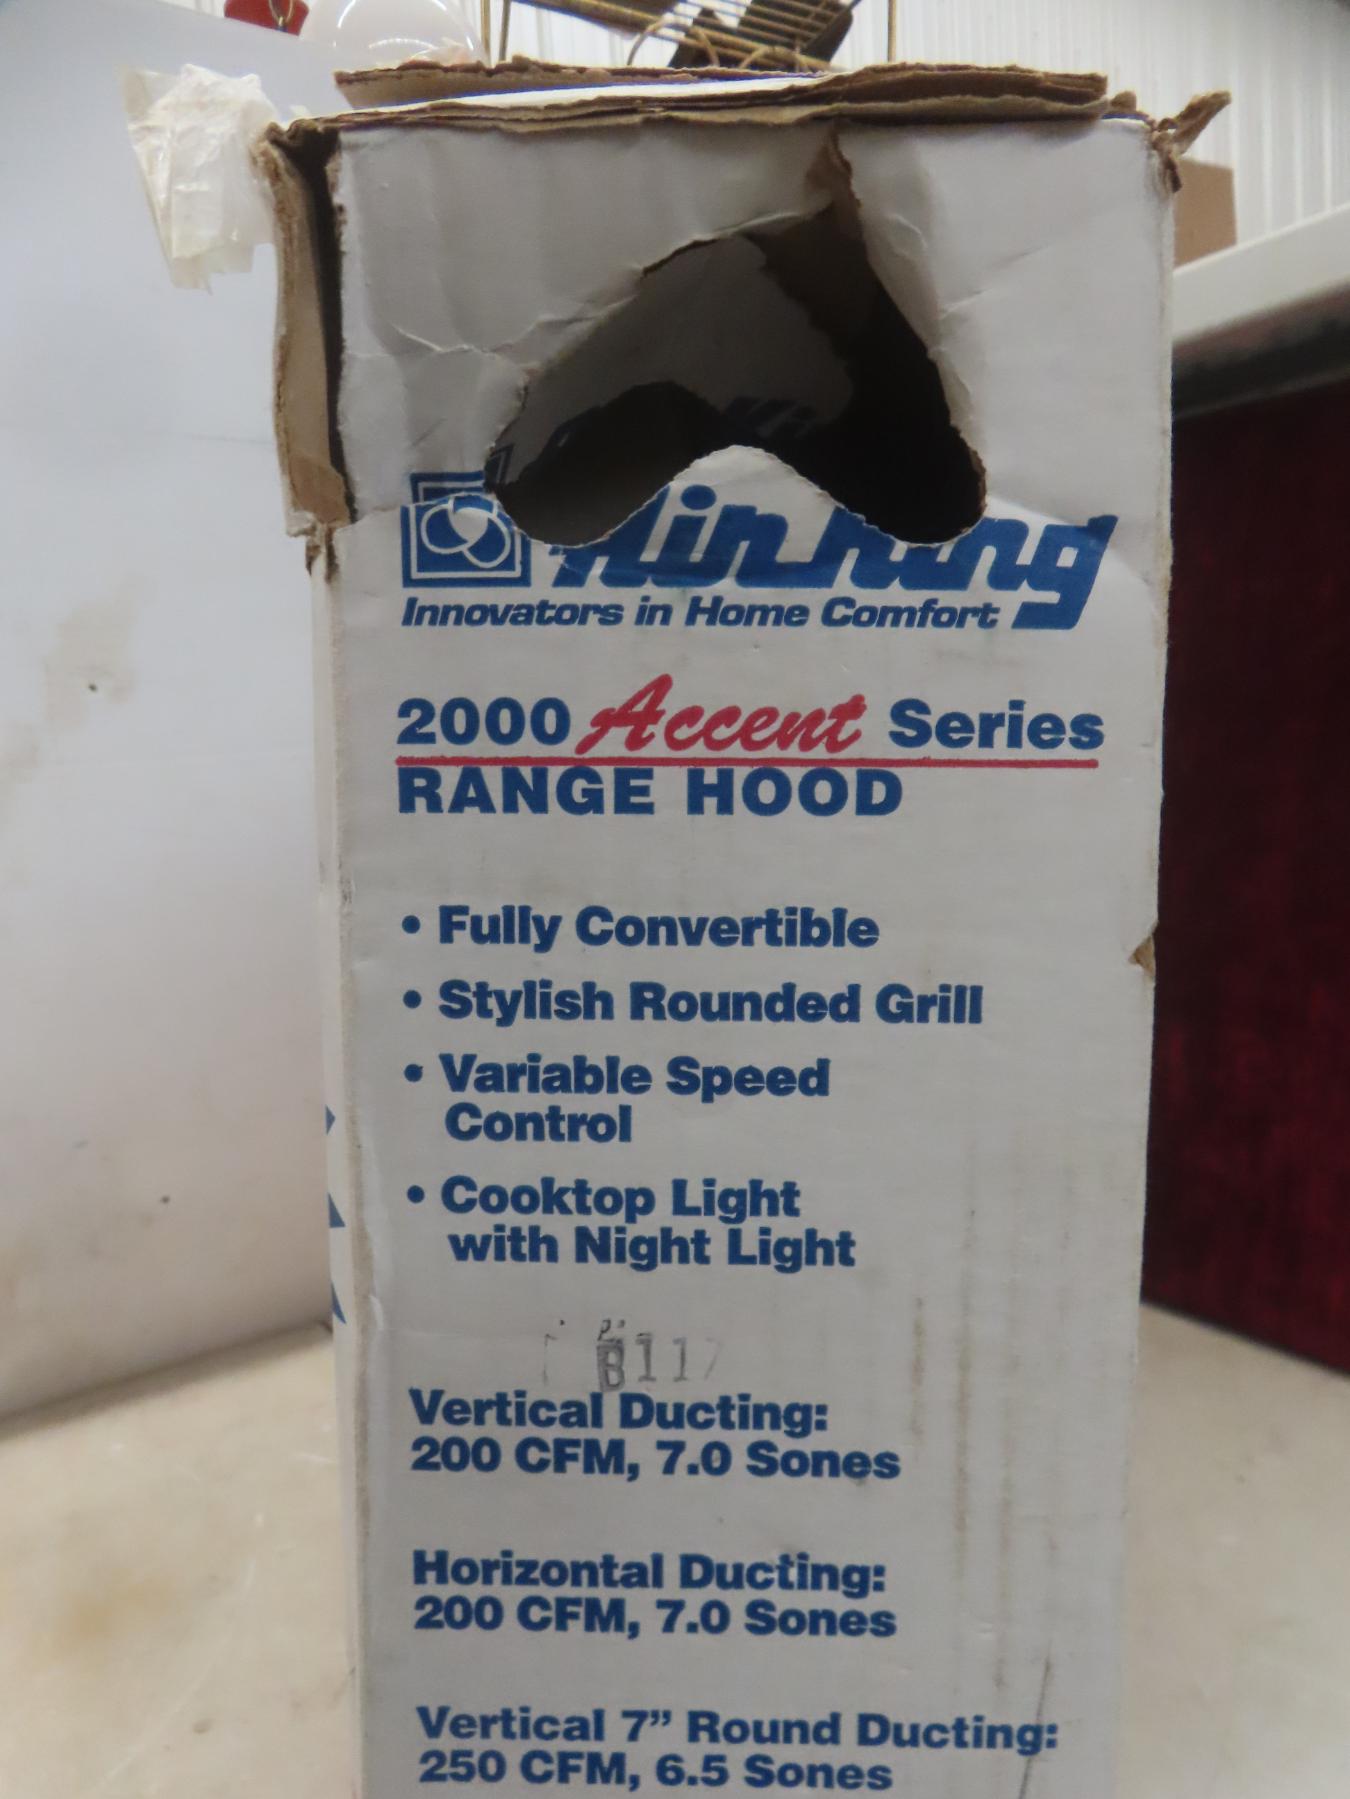 Air King
Innovators in Home Comfort
2000 Accent Series
RANGE HOOD
• Fully Convertible
• Stylish Rounded Grill
• Variable Speed
Control
• Cooktop Light
with Night Light
Vertical Ducting:
200 CFM, 7.0 Sones
Horizontal Ducting:
200 CFM, 7.0 Sones
Vertical 7" Round Ducting:
250 CFM, 6.5 Sones